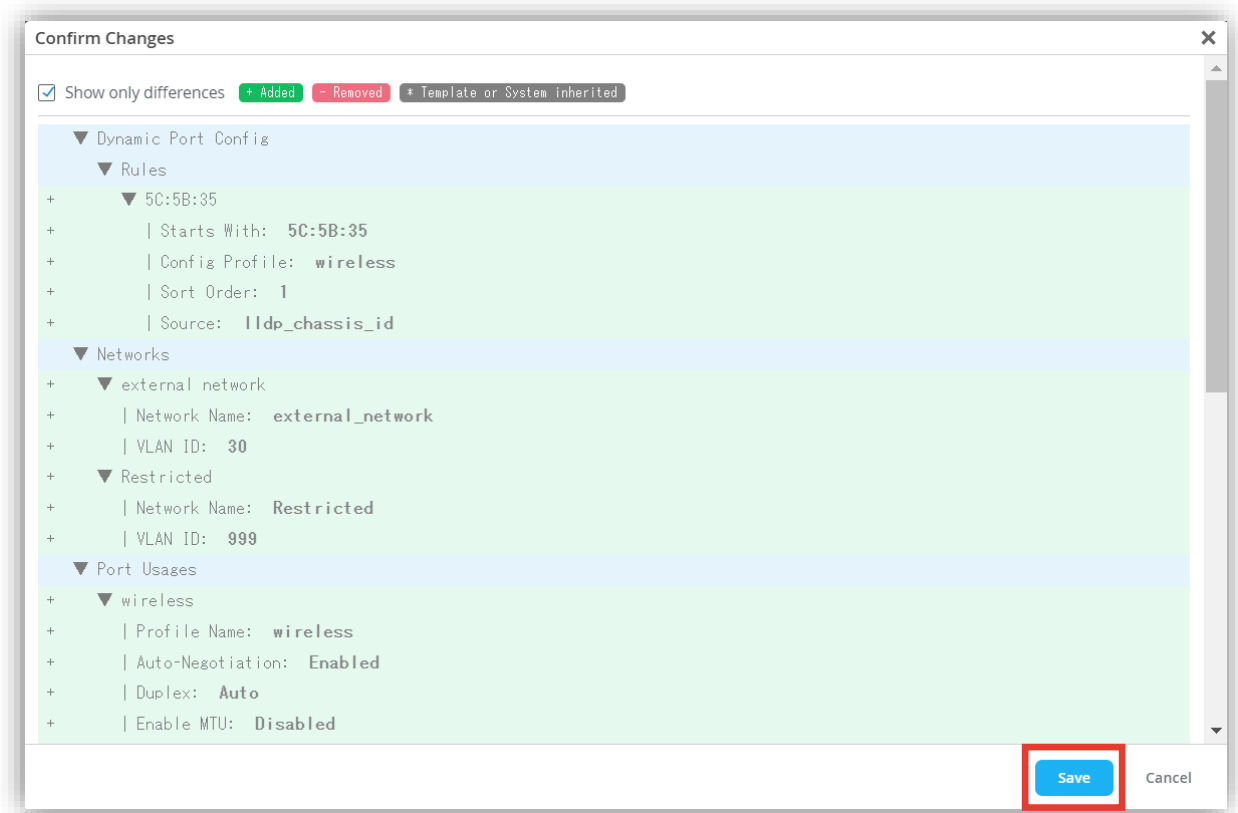 Confirm Changes ×
Show only differences + Added - Removed * Template or System inherited
▼ Dynamic Port Config
▼ Rules
+ ▼ 5C:5B:35
+ | Starts With: 5C:5B:35
+ | Config Profile: wireless
+ | Sort Order: 1
+ | Source: lldp_chassis_id
▼ Networks
+ ▼ external network
+ | Network Name: external_network
+ | VLAN ID: 30
+ ▼ Restricted
+ | Network Name: Restricted
+ | VLAN ID: 999
▼ Port Usages
+ ▼ wireless
+ | Profile Name: wireless
+ | Auto-Negotiation: Enabled
+ | Duplex: Auto
+ | Enable MTU: Disabled
Save Cancel